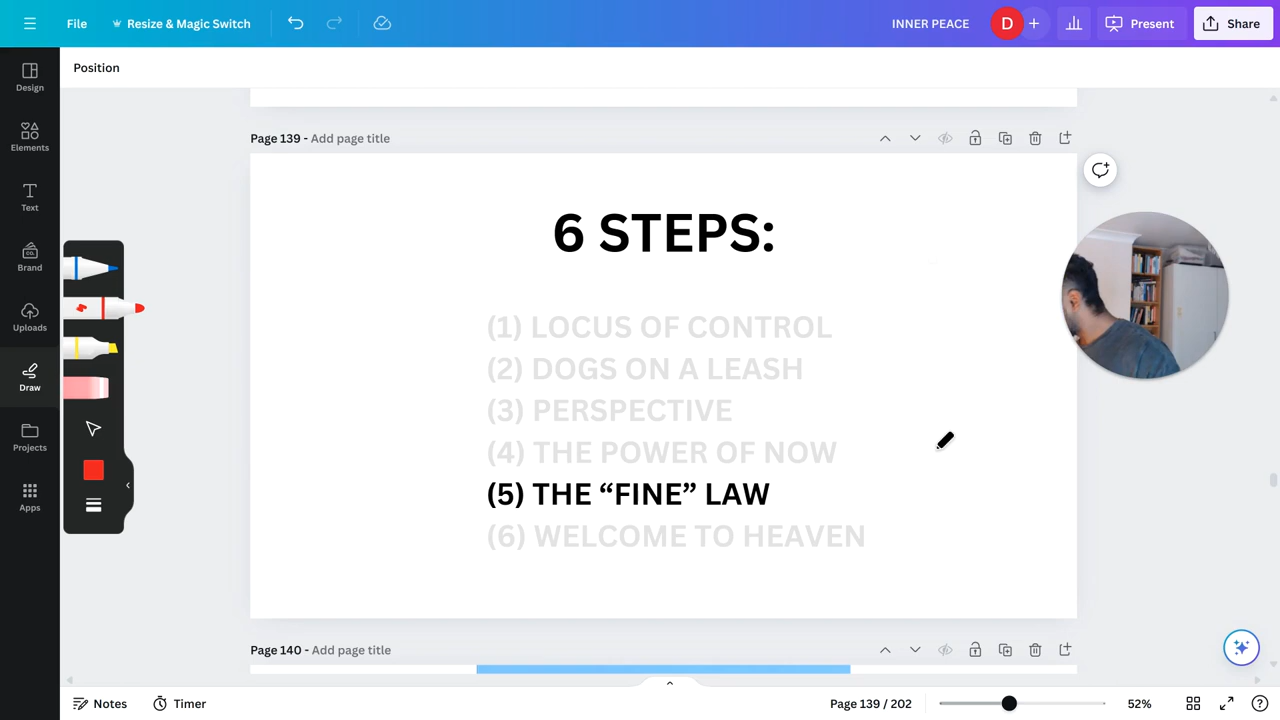 File
Resize & Magic Switch
INNER PEACE
D
Present
Share
Position
Design
Elements
Text
Brand
Uploads
Draw
Projects
Apps
Page 139 - Add page title
6 STEPS:
(1) LOCUS OF CONTROL
(2) DOGS ON A LEASH
(3) PERSPECTIVE
(4) THE POWER OF NOW
(5) THE “FINE” LAW
(6) WELCOME TO HEAVEN
Page 140 - Add page title
Notes
Timer
Page 139 / 202
52%